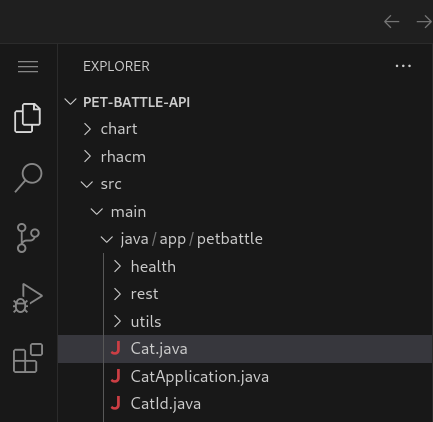 EXPLORER
PET-BATTLE-API
chart
rhacm
src
main
java/app/petbattle
health
rest
utils
J Cat.java
J CatApplication.java
J CatId.java